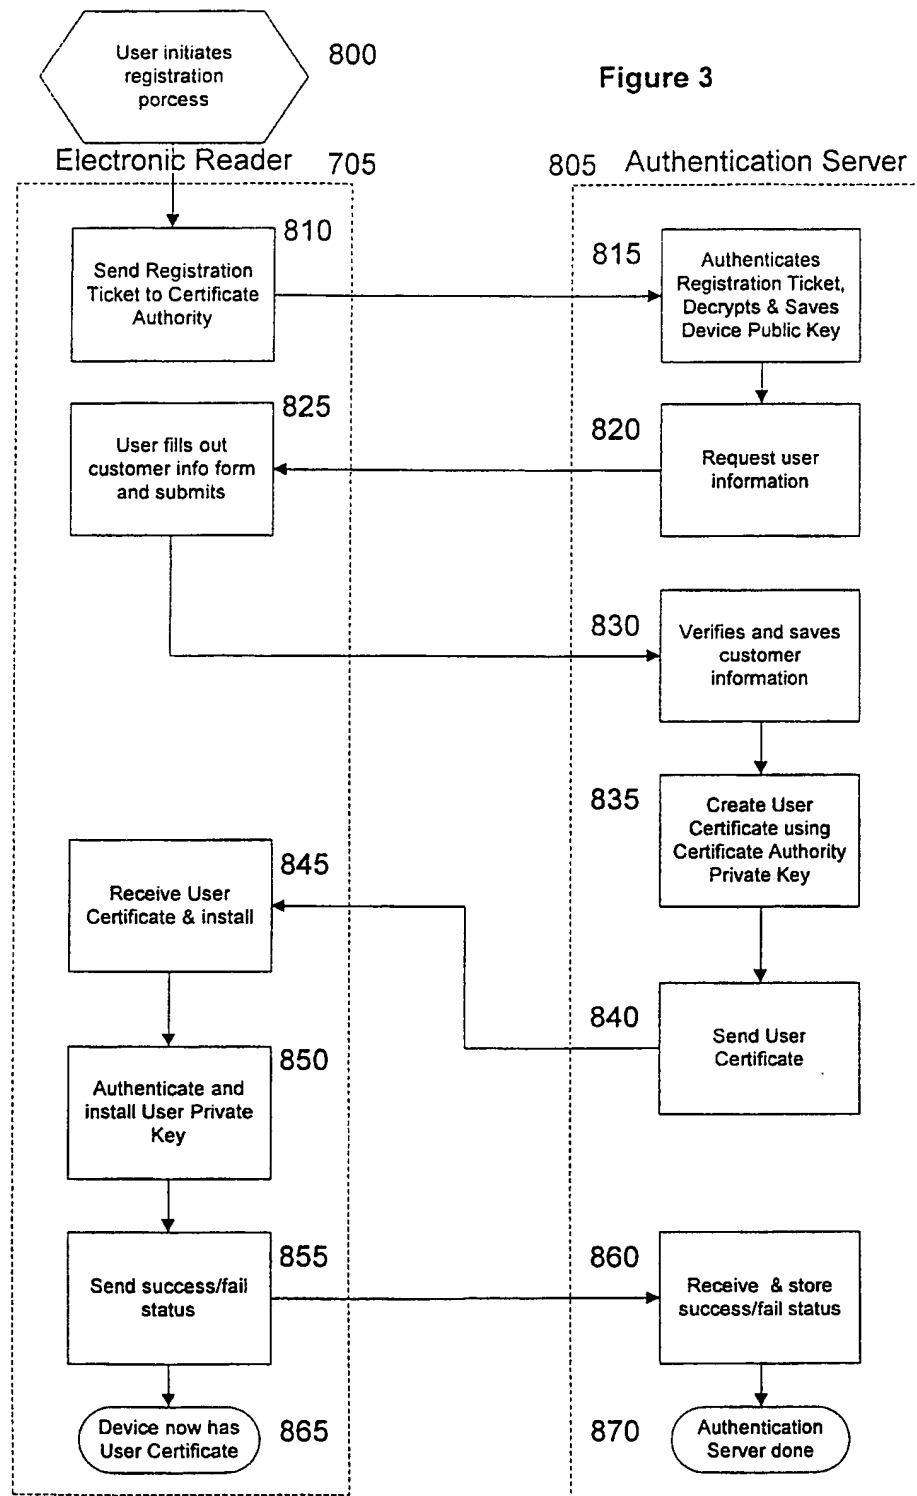 User initiates
registration
porcess
800
Figure 3
Electronic Reader
705
805
Authentication Server
810
Send Registration
Ticket to Certificate
Authority
815
Authenticates
Registration Ticket,
Decrypts & Saves
Device Public Key
825
User fills out
customer info form
and submits
820
Request user
information
830
Verifies and saves
customer
information
835
Create User
Certificate using
Certificate Authority
Private Key
845
Receive User
Certificate & install
840
Send User
Certificate
850
Authenticate and
install User Private
Key
855
Send success/fail
status
860
Receive & store
success/fail status
Device now has
User Certificate
865
870
Authentication
Server done